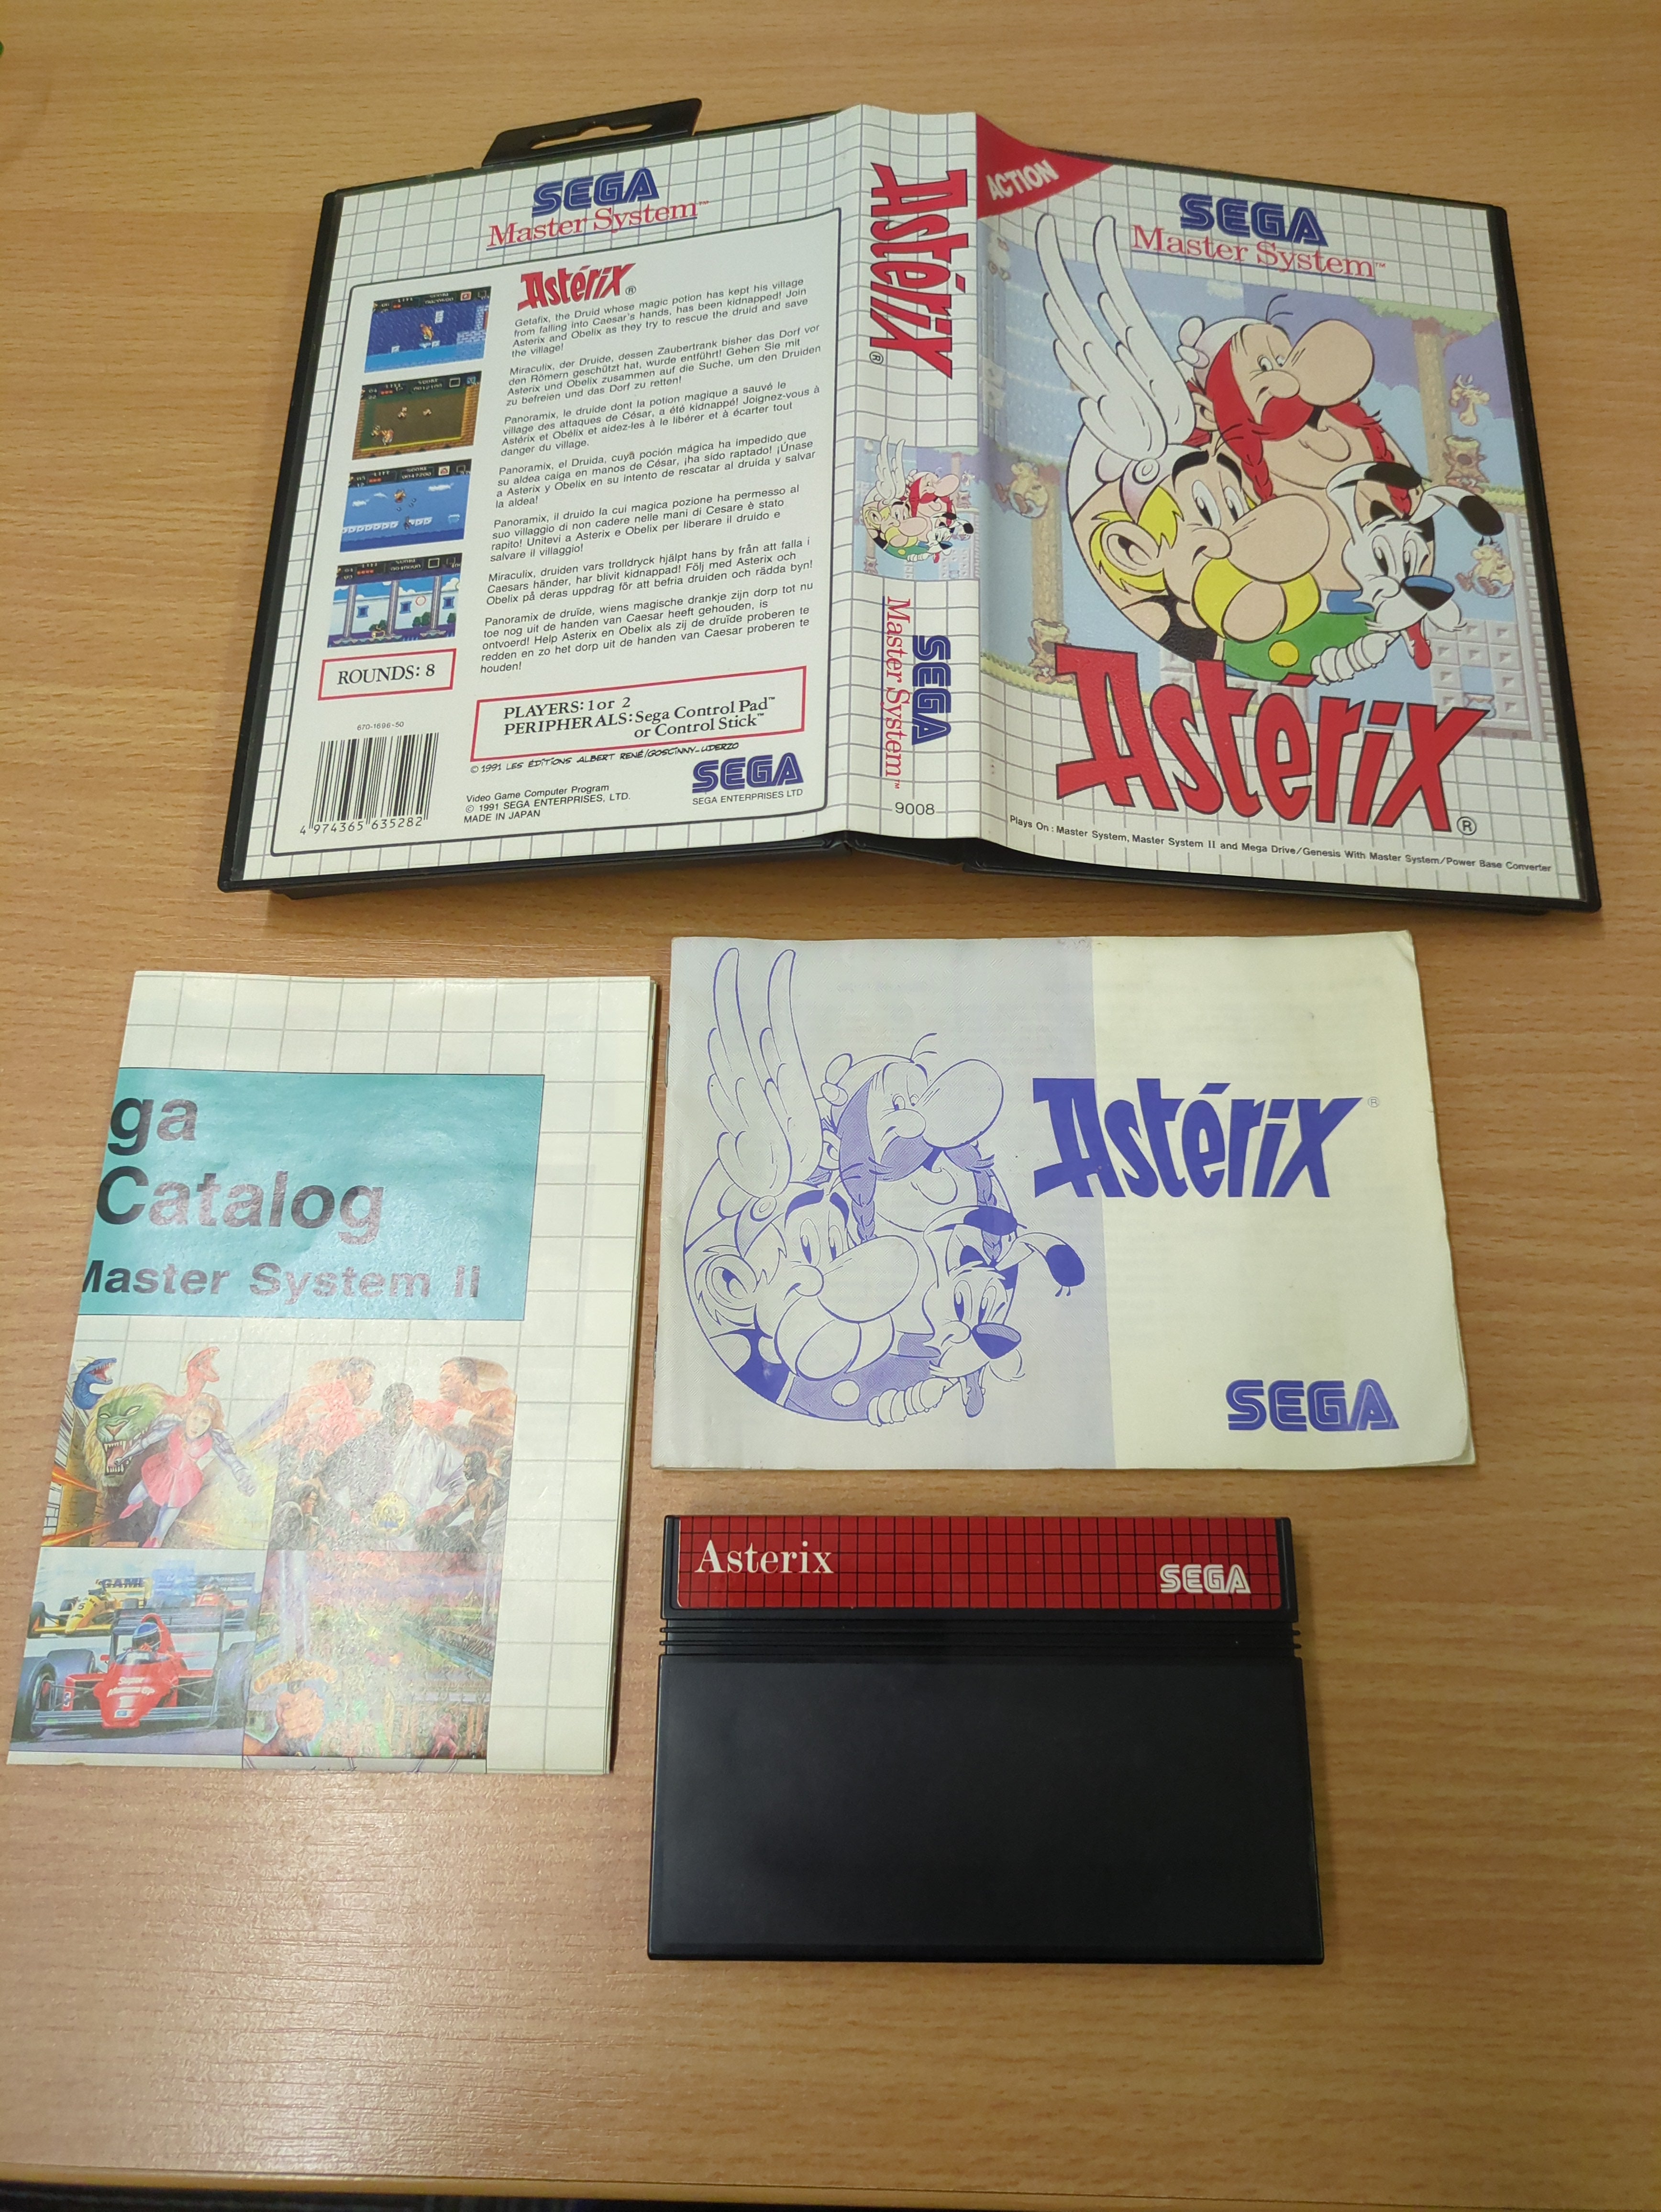 SEGA
Master System™
Astérix®
Getafix, the Druid whose magic potion has kept his village
from falling into Caesar's hands, has been kidnapped! Join
Asterix and Obelix as they try to rescue the druid and save
the village!
Miraculix, der Druide, dessen Zaubertrank bisher das Dorf vor
den Römern geschützt hat, wurde entführt! Gehen Sie mit
Asterix und Obelix zusammen auf die Suche, um den Druiden
zu befreien und das Dorf zu retten!
Panoramix, le druide dont la potion magique a sauvé le
village des attaques de César, a été kidnappé! Joignez-vous à
Astérix et Obélix et aidez-les à le libérer et à écarter tout
danger du village.
Panoramix, el Druida, cuya poción mágica ha impedido que
su aldea caiga en manos de César, ¡ha sido raptado! ¡Únase
a Asterix y Obelix en su intento de rescatar al druida y salvar
la aldea!
Panoramix, il druido la cui magica pozione ha permesso al
suo villaggio di non cadere nelle mani di Cesare è stato
rapito! Unitevi a Asterix e Obelix per liberare il druido e
salvare il villaggio!
Miraculix, druiden vars trolldryck hjälpt hans by från att falla i
Caesars händer, har blivit kidnappad! Följ med Asterix och
Obelix på deras uppdrag för att befria druiden och rädda byn!
Panoramix de druïde, wiens magische drankje zijn dorp tot nu
toe nog uit de handen van Caesar heeft gehouden, is
ontvoerd! Help Asterix en Obelix als zij de druïde proberen te
redden en zo het dorp uit de handen van Caesar proberen te
houden!
ROUNDS: 8
PLAYERS: 1 or 2
PERIPHERALS: Sega Control Pad™
or Control Stick™
© 1991 LES ÉDITIONS ALBERT RENÉ/GOSCINNY-UDERZO
670-1696-50
4 974365 635282
Video Game Computer Program
© 1991 SEGA ENTERPRISES, LTD.
MADE IN JAPAN
SEGA
SEGA ENTERPRISES LTD
Astérix®
SEGA
Master System™
9008
ACTION
SEGA
Master System™
Astérix®
Plays On : Master System, Master System II and Mega Drive/Genesis With Master System/Power Base Converter
ga
Catalog
Master System II
GAME
Super
Monaco Gp
Astérix®
SEGA
Asterix
SEGA